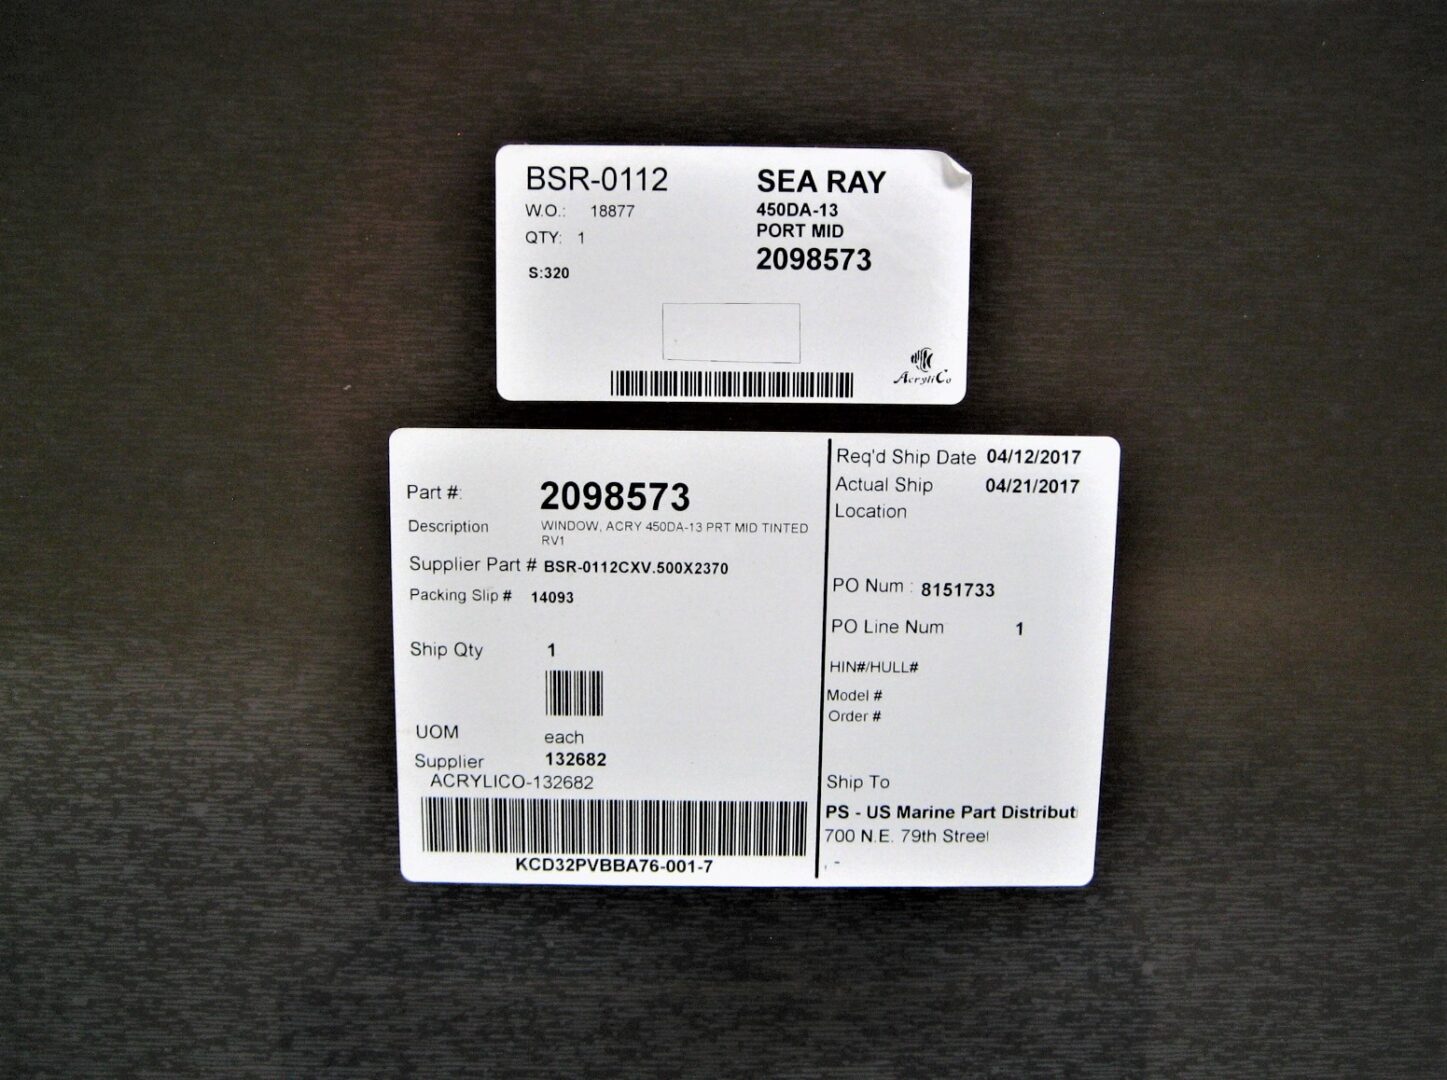 BSR-0112
W.O.: 18877
QTY: 1
S:320
SEA RAY
450DA-13
PORT MID
2098573
AcryliCo
Part #: 2098573
Description WINDOW, ACRY 450DA-13 PRT MID TINTED
RV1
Supplier Part # BSR-0112CXV.500X2370
Packing Slip # 14093
Ship Qty 1
UOM each
Supplier 132682
ACRYLICO-132682
KCD32PVBBA76-001-7
Req'd Ship Date 04/12/2017
Actual Ship 04/21/2017
Location
PO Num : 8151733
PO Line Num 1
HIN#/HULL#
Model #
Order #
Ship To
PS - US Marine Part Distributi
700 N.E. 79th Street
, -